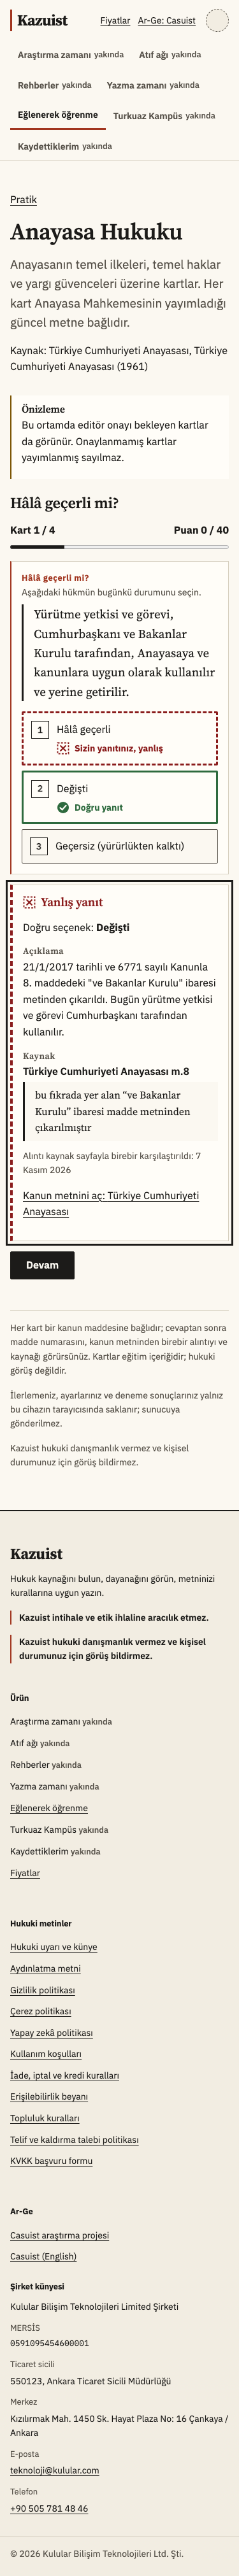 Kazuist
Fiyatlar
Ar-Ge: Casuist
Araştırma zamanı yakında
Atıf ağı yakında
Rehberler yakında
Yazma zamanı yakında
Eğlenerek öğrenme
Turkuaz Kampüs yakında
Kaydettiklerim yakında
Pratik
Anayasa Hukuku
Anayasanın temel ilkeleri, temel haklar
ve yargı güvenceleri üzerine kartlar. Her
kart Anayasa Mahkemesinin yayımladığı
güncel metne bağlıdır.
Kaynak: Türkiye Cumhuriyeti Anayasası, Türkiye
Cumhuriyeti Anayasası (1961)
Önizleme
Bu ortamda editör onayı bekleyen kartlar
da görünür. Onaylanmamış kartlar
yayımlanmış sayılmaz.
Hâlâ geçerli mi?
Kart 1 / 4
Puan 0 / 40
Hâlâ geçerli mi?
Aşağıdaki hükmün bugünkü durumunu seçin.
Yürütme yetkisi ve görevi,
Cumhurbaşkanı ve Bakanlar
Kurulu tarafından, Anayasaya ve
kanunlara uygun olarak kullanılır
ve yerine getirilir.
1 Hâlâ geçerli
Sizin yanıtınız, yanlış
2 Değişti
Doğru yanıt
3 Geçersiz (yürürlükten kalktı)
Yanlış yanıt
Doğru seçenek: Değişti
Açıklama
21/1/2017 tarihli ve 6771 sayılı Kanunla
8. maddedeki "ve Bakanlar Kurulu" ibaresi
metinden çıkarıldı. Bugün yürütme yetkisi
ve görevi Cumhurbaşkanı tarafından
kullanılır.
Kaynak
Türkiye Cumhuriyeti Anayasası m.8
bu fıkrada yer alan “ve Bakanlar
Kurulu” ibaresi madde metninden
çıkarılmıştır
Alıntı kaynak sayfayla birebir karşılaştırıldı: 7
Kasım 2026
Kanun metnini aç: Türkiye Cumhuriyeti
Anayasası
Devam
Her kart bir kanun maddesine bağlıdır; cevaptan sonra
madde numarasını, kanun metninden birebir alıntıyı ve
kaynağı görürsünüz. Kartlar eğitim içeriğidir; hukuki
görüş değildir.
İlerlemeniz, ayarlarınız ve deneme sonuçlarınız yalnız
bu cihazın tarayıcısında saklanır; sunucuya
gönderilmez.
Kazuist hukuki danışmanlık vermez ve kişisel
durumunuz için görüş bildirmez.
Kazuist
Hukuk kaynağını bulun, dayanağını görün, metninizi
kurallarına uygun yazın.
Kazuist intihale ve etik ihlaline aracılık etmez.
Kazuist hukuki danışmanlık vermez ve kişisel
durumunuz için görüş bildirmez.
Ürün
Araştırma zamanı yakında
Atıf ağı yakında
Rehberler yakında
Yazma zamanı yakında
Eğlenerek öğrenme
Turkuaz Kampüs yakında
Kaydettiklerim yakında
Fiyatlar
Hukuki metinler
Hukuki uyarı ve künye
Aydınlatma metni
Gizlilik politikası
Çerez politikası
Yapay zekâ politikası
Kullanım koşulları
İade, iptal ve kredi kuralları
Erişilebilirlik beyanı
Topluluk kuralları
Telif ve kaldırma talebi politikası
KVKK başvuru formu
Ar-Ge
Casuist araştırma projesi
Casuist (English)
Şirket künyesi
Kulular Bilişim Teknolojileri Limited Şirketi
MERSİS
0591095454600001
Ticaret sicili
550123, Ankara Ticaret Sicili Müdürlüğü
Merkez
Kızılırmak Mah. 1450 Sk. Hayat Plaza No: 16 Çankaya /
Ankara
E-posta
teknoloji@kulular.com
Telefon
+90 505 781 48 46
© 2026 Kulular Bilişim Teknolojileri Ltd. Şti.